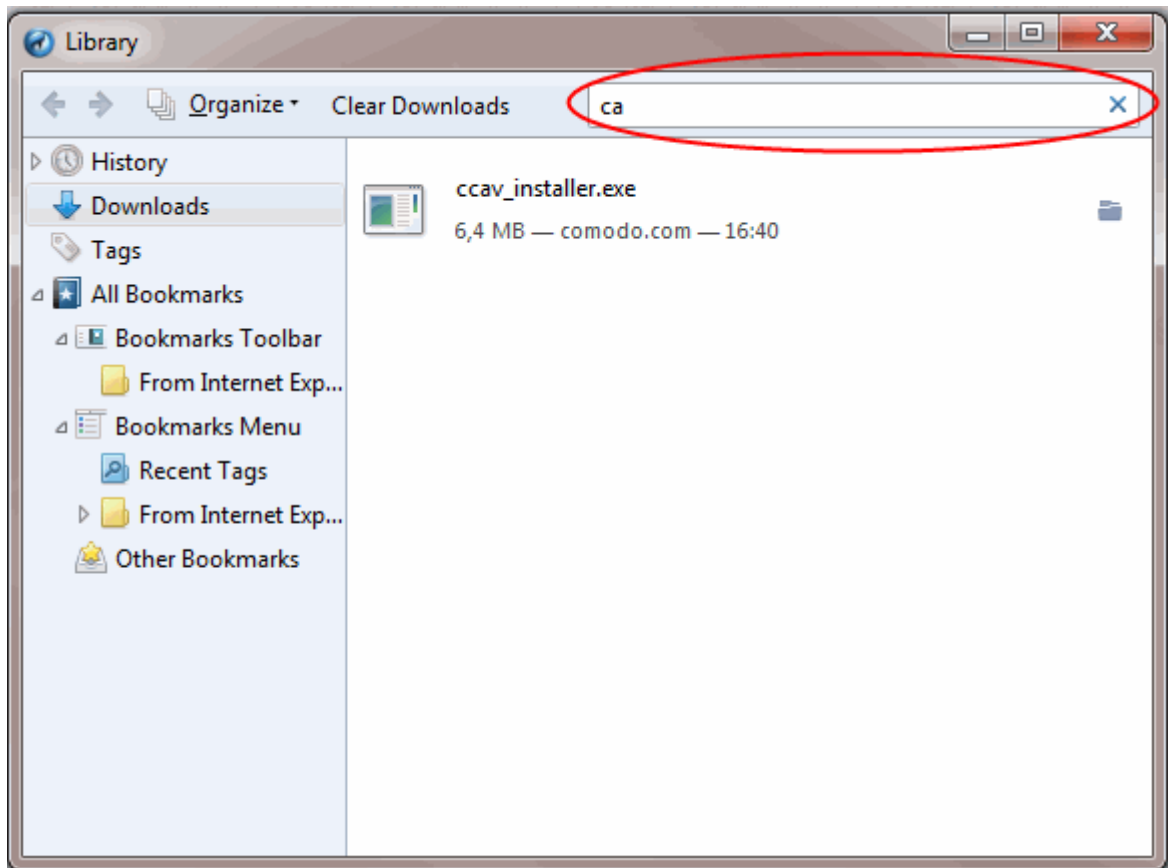 Library
Organize Clear Downloads ca
History
Downloads
Tags
All Bookmarks
Bookmarks Toolbar
From Internet Exp...
Bookmarks Menu
Recent Tags
From Internet Exp...
Other Bookmarks
ccav_installer.exe
6,4 MB — comodo.com — 16:40